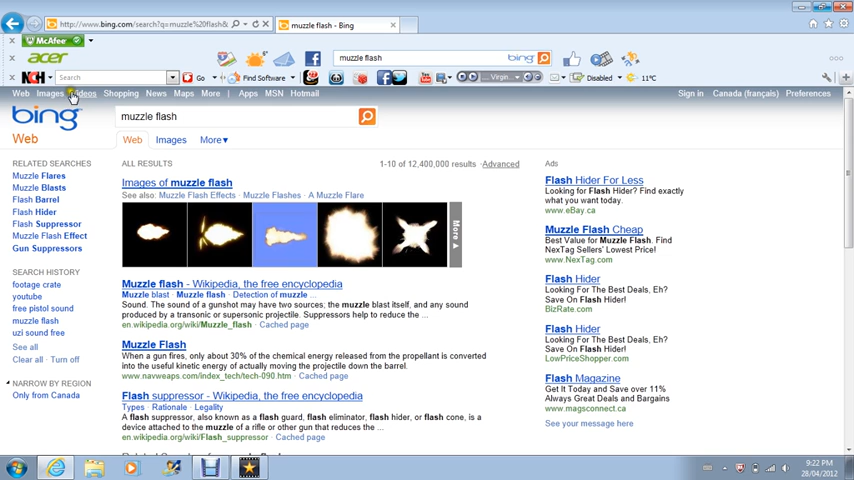 http://www.bing.com/search?q=muzzle%20flash&
muzzle flash - Bing
McAfee
acer
muzzle flash
bing
NCH
Search
Go
Find Software
Virgin...
Disabled
11°C
Web Images Videos Shopping News Maps More | Apps MSN Hotmail
Sign in Canada (français) Preferences
bing
muzzle flash
Web
Web Images More▾
RELATED SEARCHES
Muzzle Flares
Muzzle Blasts
Flash Barrel
Flash Hider
Flash Suppressor
Muzzle Flash Effect
Gun Suppressors
SEARCH HISTORY
footage crate
youtube
free pistol sound
muzzle flash
uzi sound free
See all
Clear all · Turn off
NARROW BY REGION
Only from Canada
ALL RESULTS
1-10 of 12,400,000 results · Advanced
Images of muzzle flash
See also: Muzzle Flash Effects · Muzzle Flashes · A Muzzle Flare
More
Muzzle flash - Wikipedia, the free encyclopedia
Muzzle blast · Muzzle flash · Detection of muzzle ...
Sound. The sound of a gunshot may have two sources; the muzzle blast itself, and any sound
produced by a transonic or supersonic projectile. Suppressors help to reduce the ...
en.wikipedia.org/wiki/Muzzle_flash · Cached page
Muzzle Flash
When a gun fires, only about 30% of the chemical energy released from the propellant is converted
into the useful kinetic energy of actually moving the projectile down the barrel.
www.navweaps.com/index_tech/tech-090.htm · Cached page
Flash suppressor - Wikipedia, the free encyclopedia
Types · Rationale · Legality
A flash suppressor, also known as a flash guard, flash eliminator, flash hider, or flash cone, is a
device attached to the muzzle of a rifle or other gun that reduces the ...
en.wikipedia.org/wiki/Flash_suppressor · Cached page
Ads
Flash Hider For Less
Looking for Flash Hider? Find exactly
what you want today.
www.eBay.ca
Muzzle Flash Cheap
Best Value for Muzzle Flash. Find
NexTag Sellers' Lowest Price!
www.NexTag.com
Flash Hider
Looking For The Best Deals, Eh?
Save On Flash Hider!
BizRate.com
Flash Hider
Looking For The Best Deals, Eh?
Save On Flash Hider!
LowPriceShopper.com
Flash Magazine
Get It Today and Save over 11%
Always Great Deals and Bargains
www.magsconnect.ca
See your message here
9:22 PM
28/04/2012